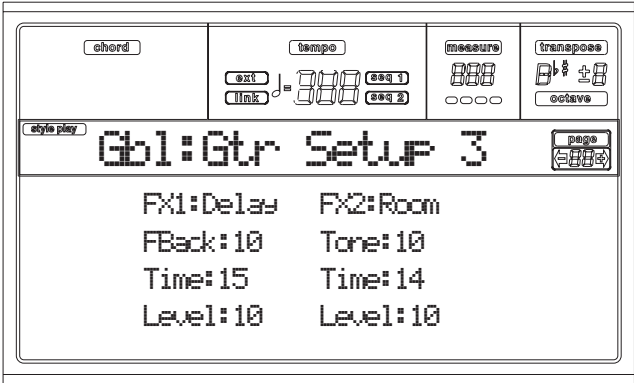 chord tempo measure transpose
ext seq 1
link seq 2
octave
style play page
Gbl:Gtr Setup 3
FX1:Delay FX2:Room
FBack:10 Tone:10
Time:15 Time:14
Level:10 Level:10